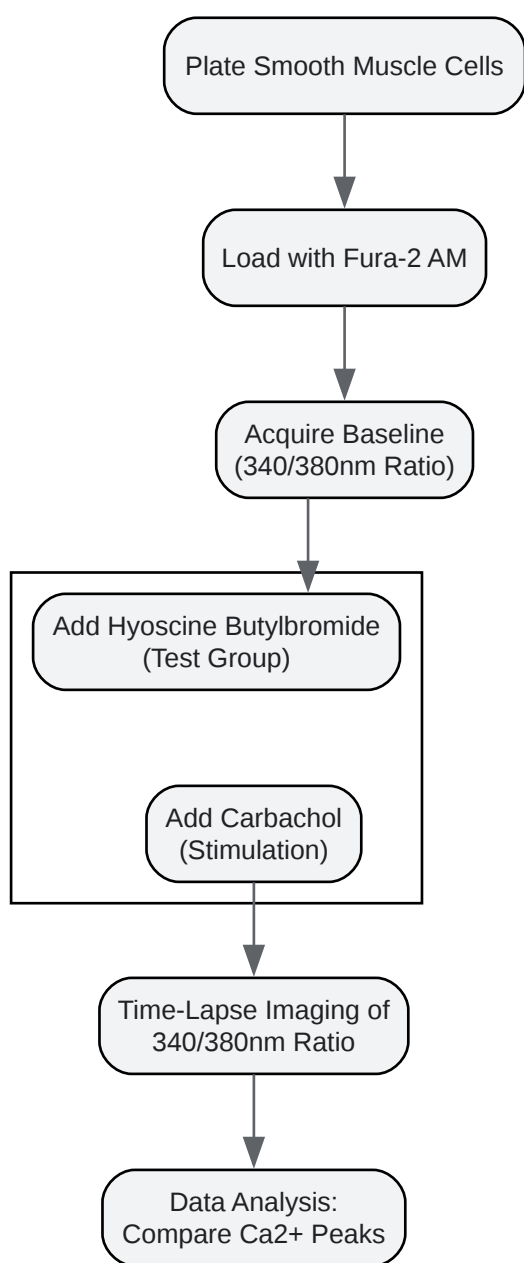 Plate Smooth Muscle Cells
Load with Fura-2 AM
Acquire Baseline
(340/380nm Ratio)
Add Hyoscine Butylbromide
(Test Group)
Add Carbachol
(Stimulation)
Time-Lapse Imaging of
340/380nm Ratio
Data Analysis:
Compare Ca2+ Peaks